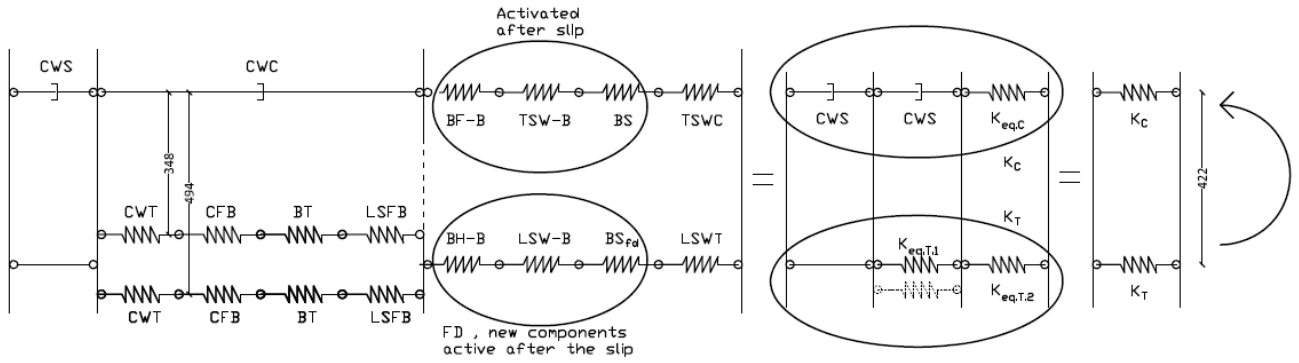 Activated
after slip
CWS
CWC
BF-B
TSW-B
BS
TSWC
CWS
CWS
Keq.C
KC
KC
348
494
422
CWT
CFB
BT
LSFB
BH-B
LSW-B
BSfd
LSWT
KT
Keq.T.1
Keq.T.2
KT
CWT
CFB
BT
LSFB
FD , new components
active after the slip
=
=